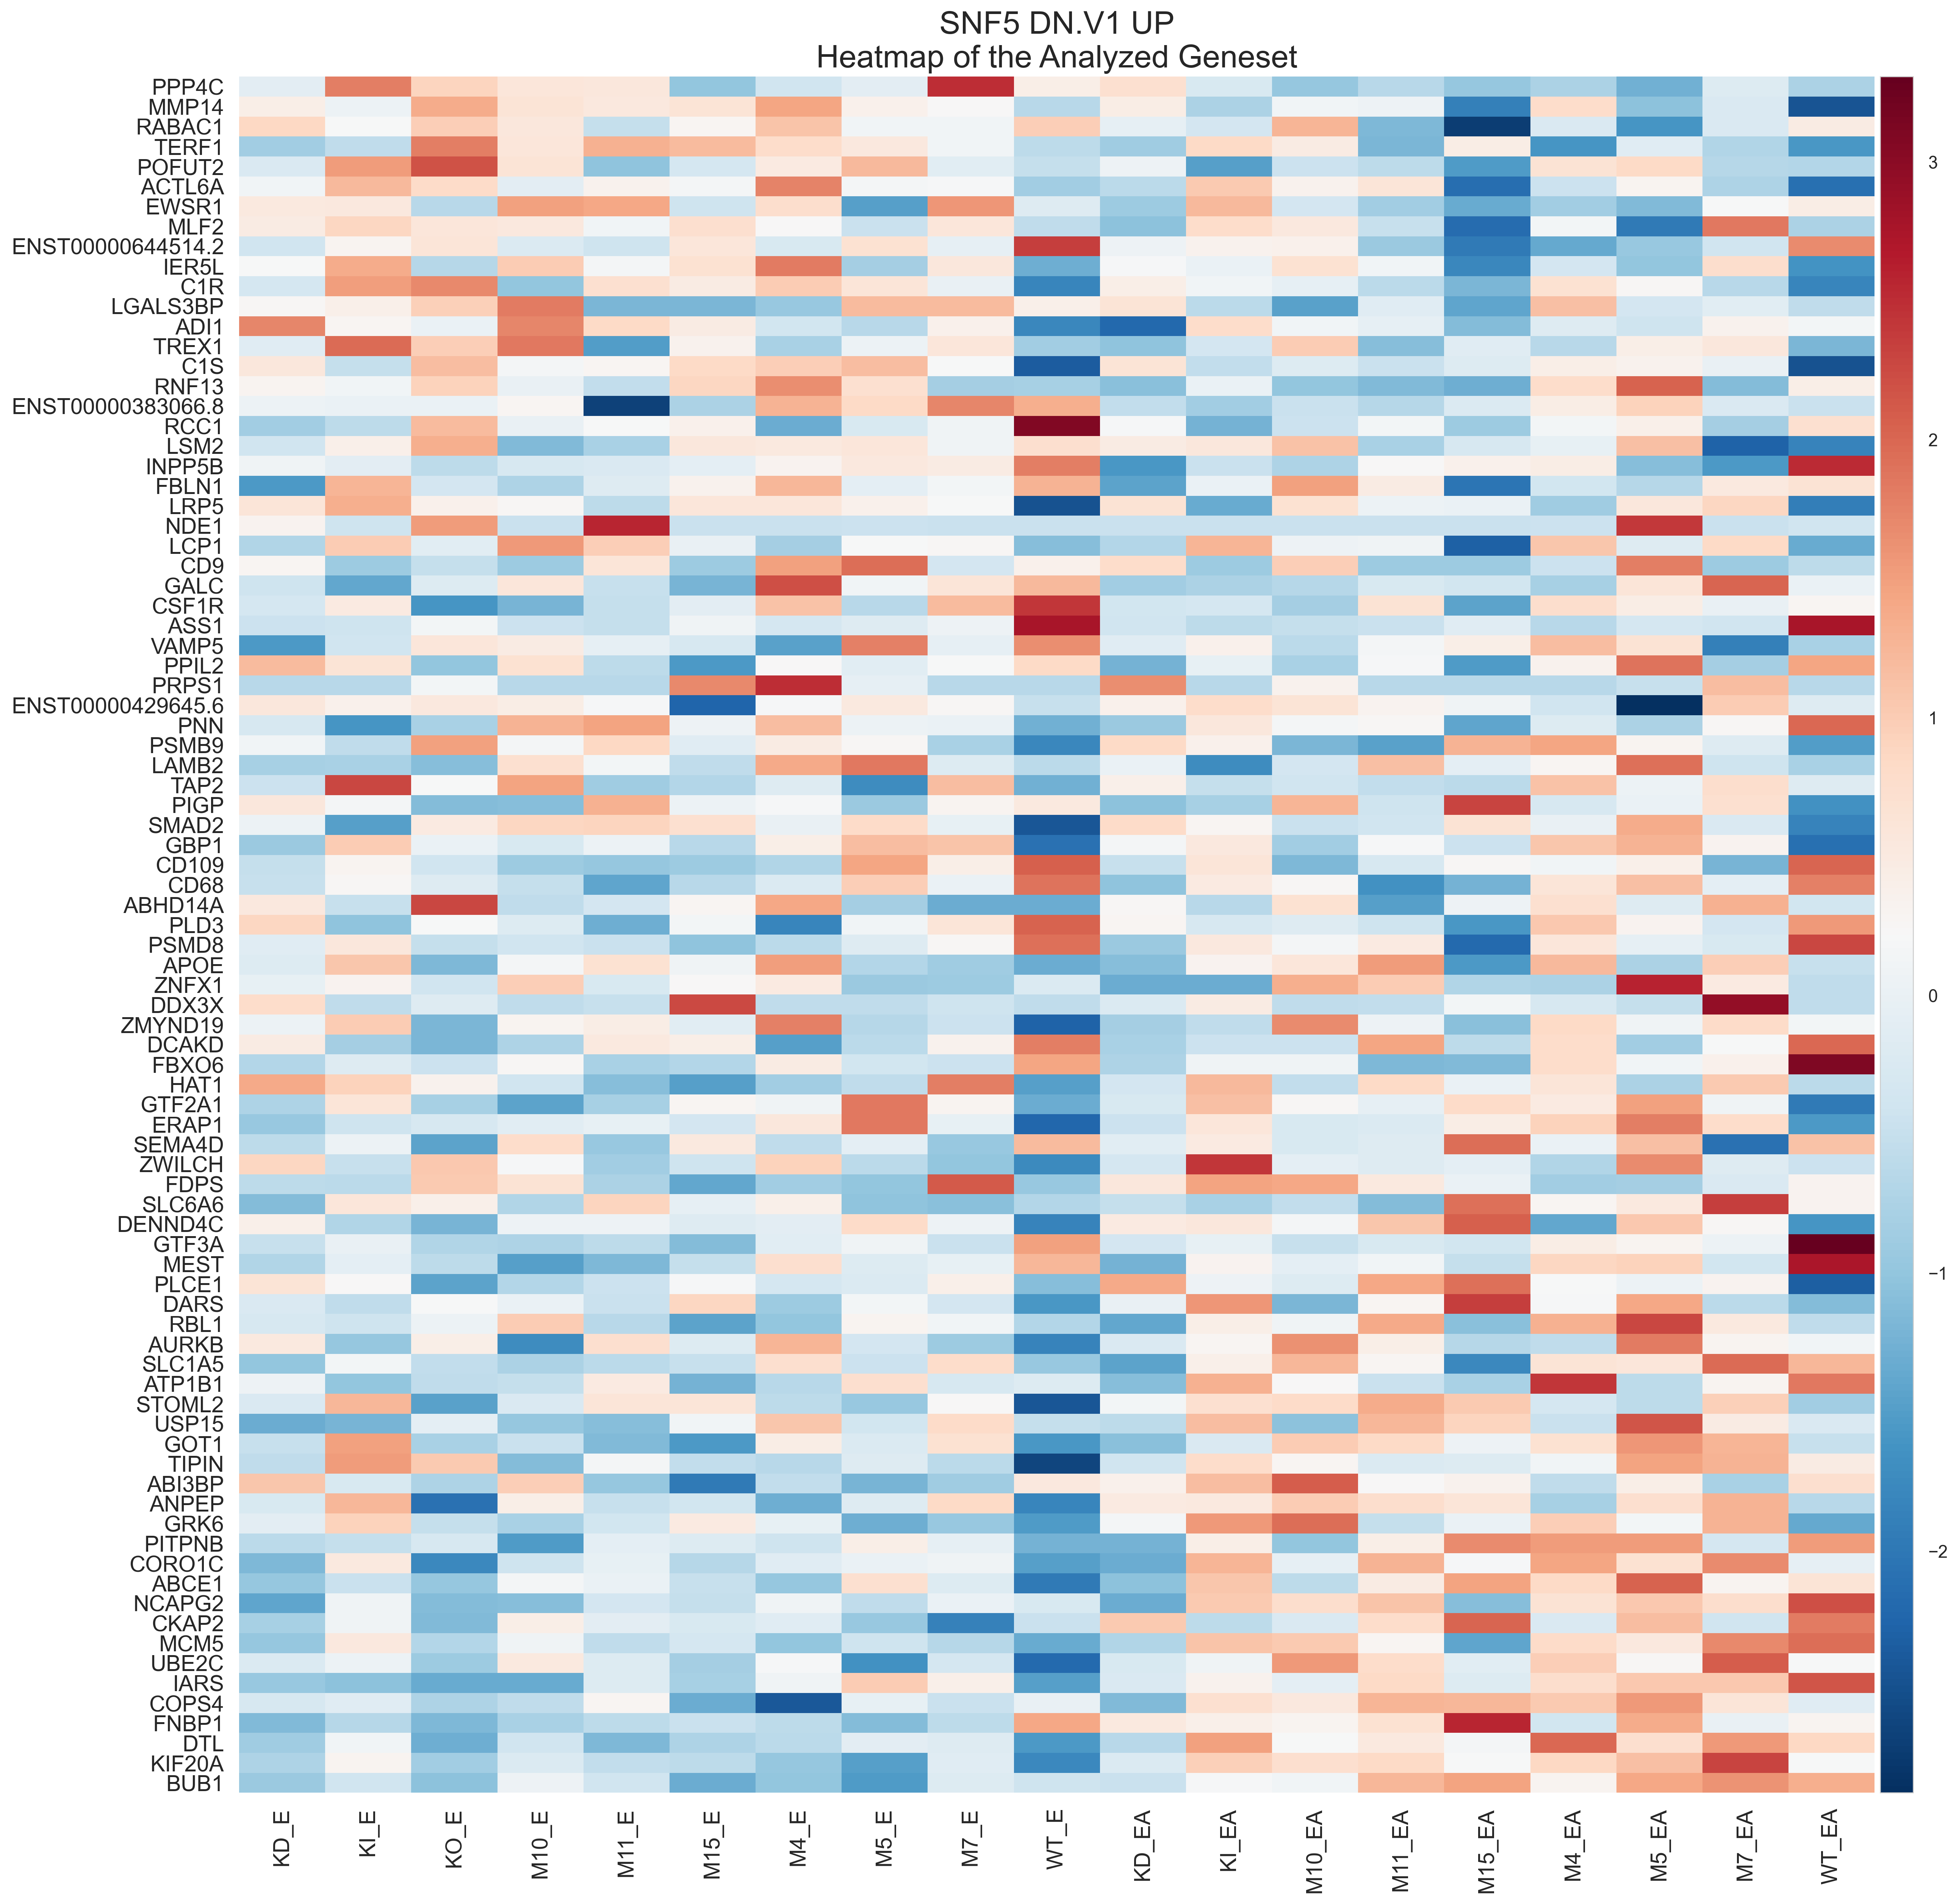 SNF5 DN.V1 UP
Heatmap of the Analyzed Geneset
PPP4C
MMP14
RABAC1
TERF1
POFUT2
ACTL6A
EWSR1
MLF2
ENST00000644514.2
IER5L
C1R
LGALS3BP
ADI1
TREX1
C1S
RNF13
ENST00000383066.8
RCC1
LSM2
INPP5B
FBLN1
LRP5
NDE1
LCP1
CD9
GALC
CSF1R
ASS1
VAMP5
PPIL2
PRPS1
ENST00000429645.6
PNN
PSMB9
LAMB2
TAP2
PIGP
SMAD2
GBP1
CD109
CD68
ABHD14A
PLD3
PSMD8
APOE
ZNFX1
DDX3X
ZMYND19
DCAKD
FBXO6
HAT1
GTF2A1
ERAP1
SEMA4D
ZWILCH
FDPS
SLC6A6
DENND4C
GTF3A
MEST
PLCE1
DARS
RBL1
AURKB
SLC1A5
ATP1B1
STOML2
USP15
GOT1
TIPIN
ABI3BP
ANPEP
GRK6
PITPNB
CORO1C
ABCE1
NCAPG2
CKAP2
MCM5
UBE2C
IARS
COPS4
FNBP1
DTL
KIF20A
BUB1
KD_E
KI_E
KO_E
M10_E
M11_E
M15_E
M4_E
M5_E
M7_E
WT_E
KD_EA
KI_EA
M10_EA
M11_EA
M15_EA
M4_EA
M5_EA
M7_EA
WT_EA
3
2
1
0
−1
−2